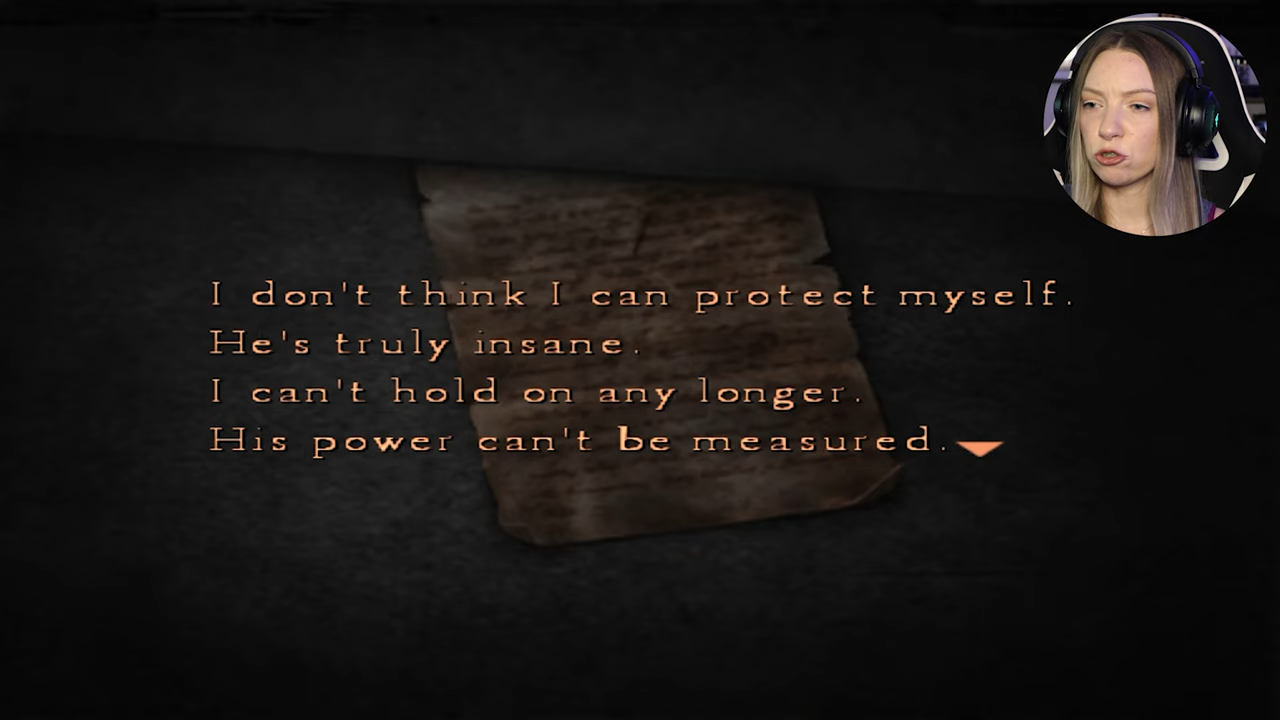 I don't think I can protect myself.
He's truly insane.
I can't hold on any longer.
His power can't be measured.